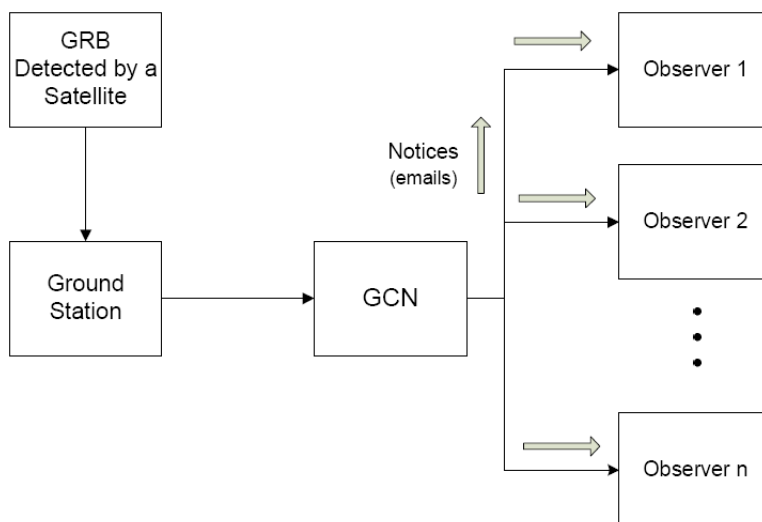 GRB
Detected by a
Satellite
Observer 1
Notices
(emails)
Observer 2
Ground
Station
GCN
Observer n